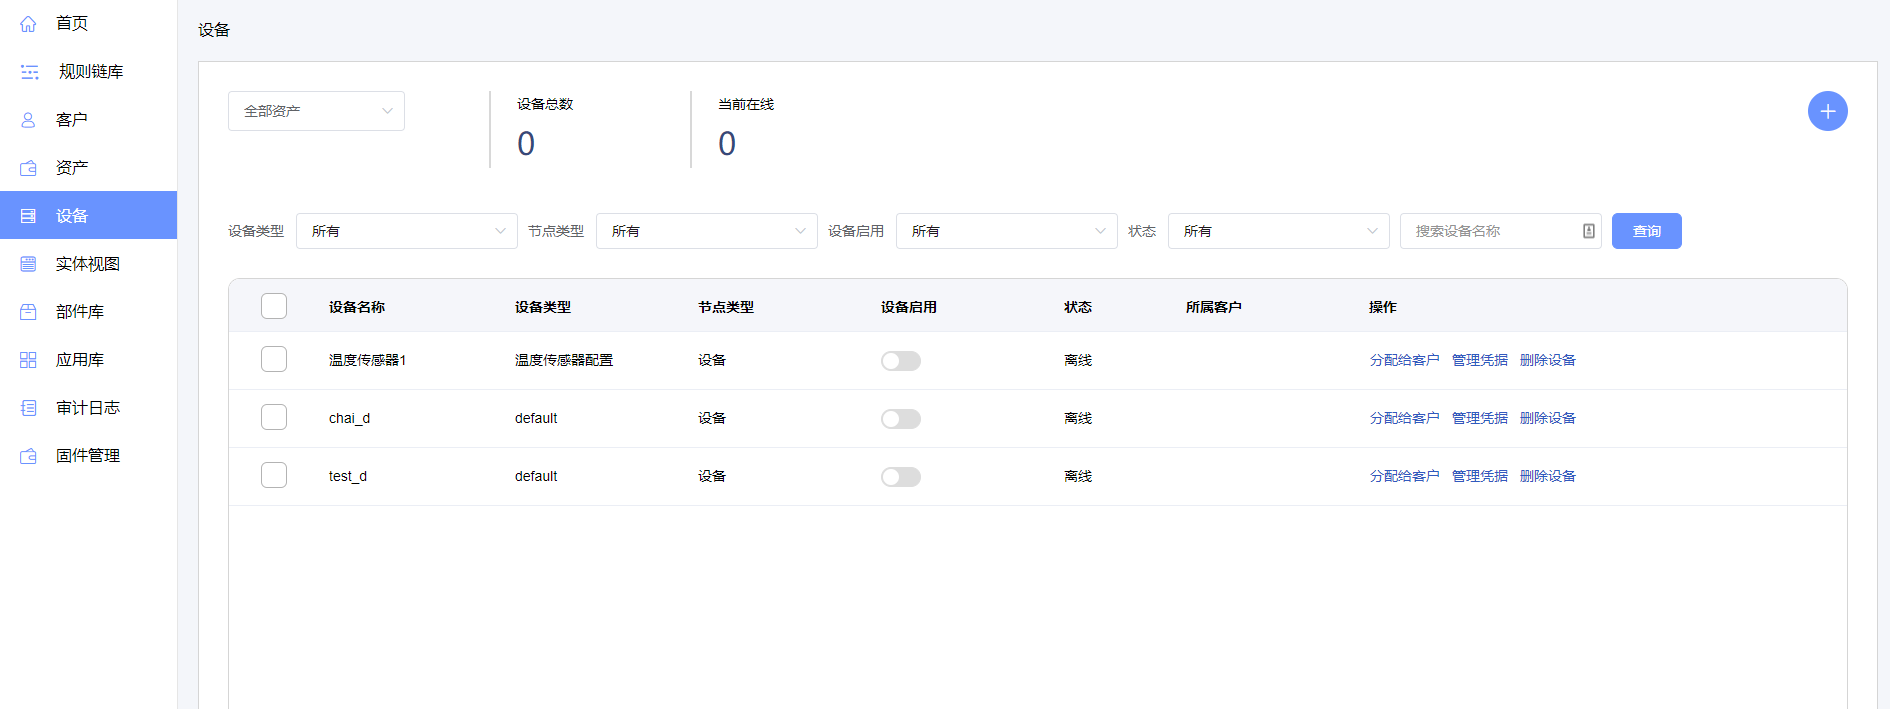 首页
规则链库
客户
资产
设备
实体视图
部件库
应用库
审计日志
固件管理
设备
全部资产
设备总数
0
当前在线
0
设备类型 所有 节点类型 所有 设备启用 所有 状态 所有 搜索设备名称 查询
设备名称 设备类型 节点类型 设备启用 状态 所属客户 操作
温度传感器1 温度传感器配置 设备 离线 分配给客户 管理凭据 删除设备
chai_d default 设备 离线 分配给客户 管理凭据 删除设备
test_d default 设备 离线 分配给客户 管理凭据 删除设备